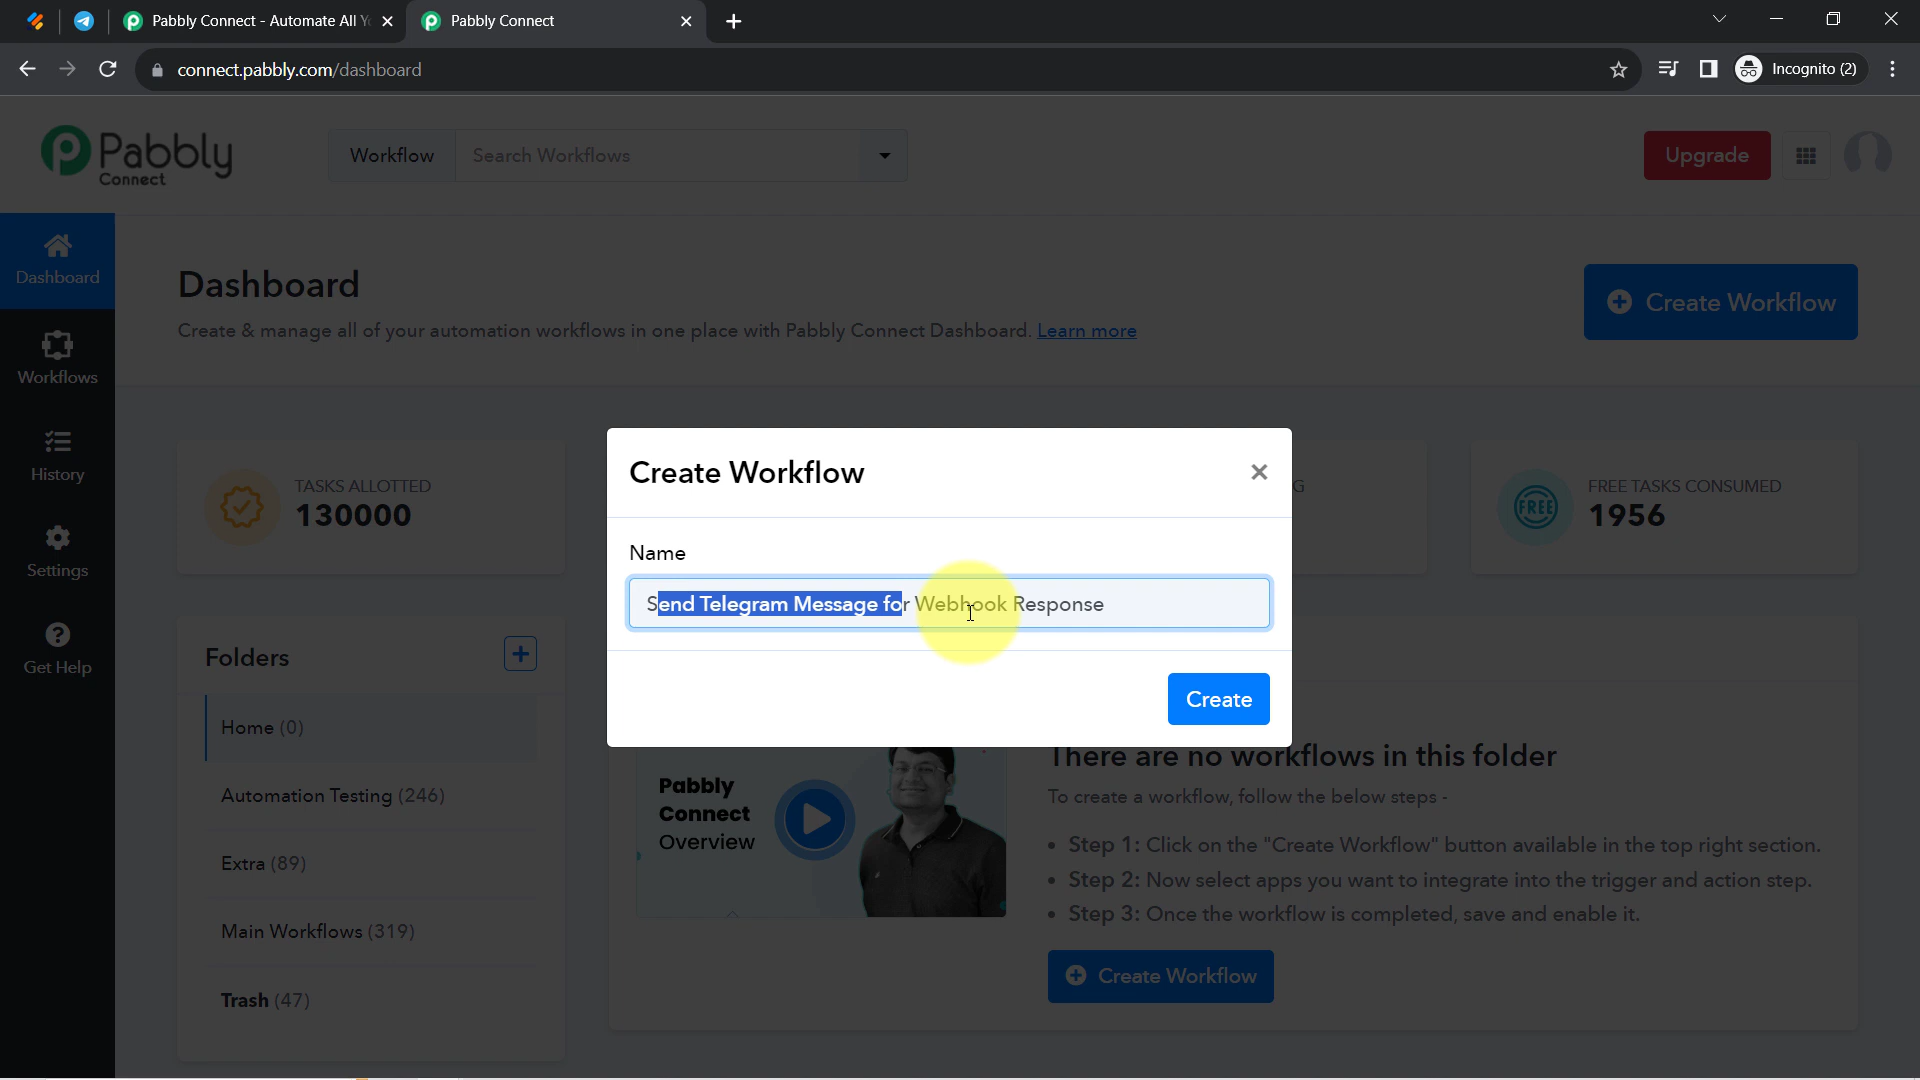 Pabbly Connect - Automate All Y
Pabbly Connect
connect.pabbly.com/dashboard
Incognito (2)
Pabbly
Connect
Workflow
Search Workflows
Upgrade
Dashboard
Workflows
History
Settings
Get Help
Dashboard
Create & manage all of your automation workflows in one place with Pabbly Connect Dashboard. Learn more
Create Workflow
TASKS ALLOTTED
130000
G
FREE
FREE TASKS CONSUMED
1956
Create Workflow
Name
Send Telegram Message for Webhook Response
Create
Folders
Home (0)
Automation Testing (246)
Extra (89)
Main Workflows (319)
Trash (47)
Pabbly
Connect
Overview
There are no workflows in this folder
To create a workflow, follow the below steps -
• Step 1: Click on the "Create Workflow" button available in the top right section.
• Step 2: Now select apps you want to integrate into the trigger and action step.
• Step 3: Once the workflow is completed, save and enable it.
Create Workflow